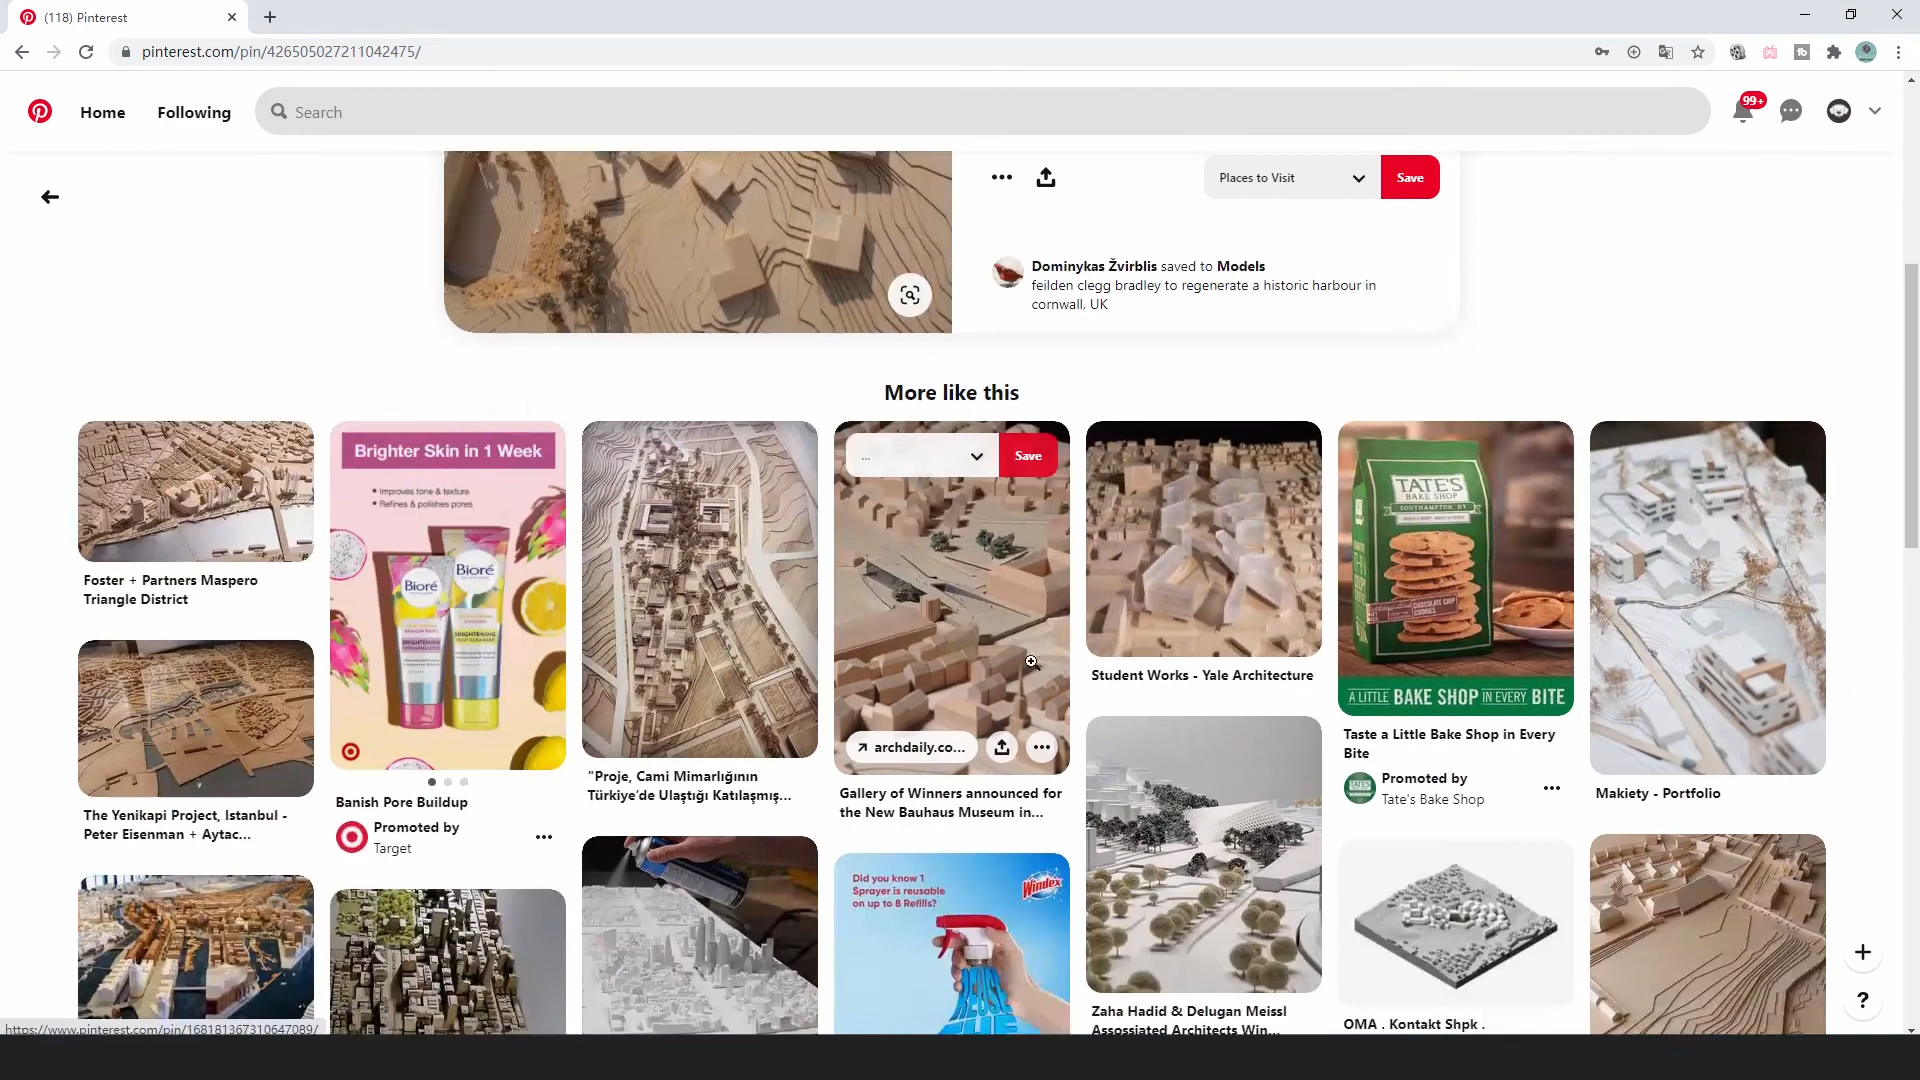 (118) Pinterest
pinterest.com/pin/426505027211042475/
Home
Following
Search
99+
Places to Visit
Save
Dominykas Žvirblis saved to Models
feilden clegg bradley to regenerate a historic harbour in
cornwall, UK
More like this
Foster + Partners Maspero
Triangle District
The Yenikapi Project, Istanbul -
Peter Eisenman + Aytac...
Brighter Skin in 1 Week
• Improves tone & texture
• Refines & polishes pores
Bioré
Bioré
Banish Pore Buildup
Promoted by
Target
"Proje, Cami Mimarlığının
Türkiye'de Ulaştığı Katılaşmış...
...
Save
archdaily.co...
Gallery of Winners announced for
the New Bauhaus Museum in...
Did you know 1
Sprayer is reusable
on up to 8 Refills?
Windex
Student Works - Yale Architecture
Zaha Hadid & Delugan Meissl
Assossiated Architects Win...
TATE'S
BAKE SHOP
SOUTHAMPTON, NY
CHOCOLATE CHIP
COOKIES
A LITTLE BAKE SHOP IN EVERY BITE
Taste a Little Bake Shop in Every
Bite
Promoted by
Tate's Bake Shop
OMA . Kontakt Shpk .
Makiety - Portfolio
?
https://www.pinterest.com/pin/168181367310647089/